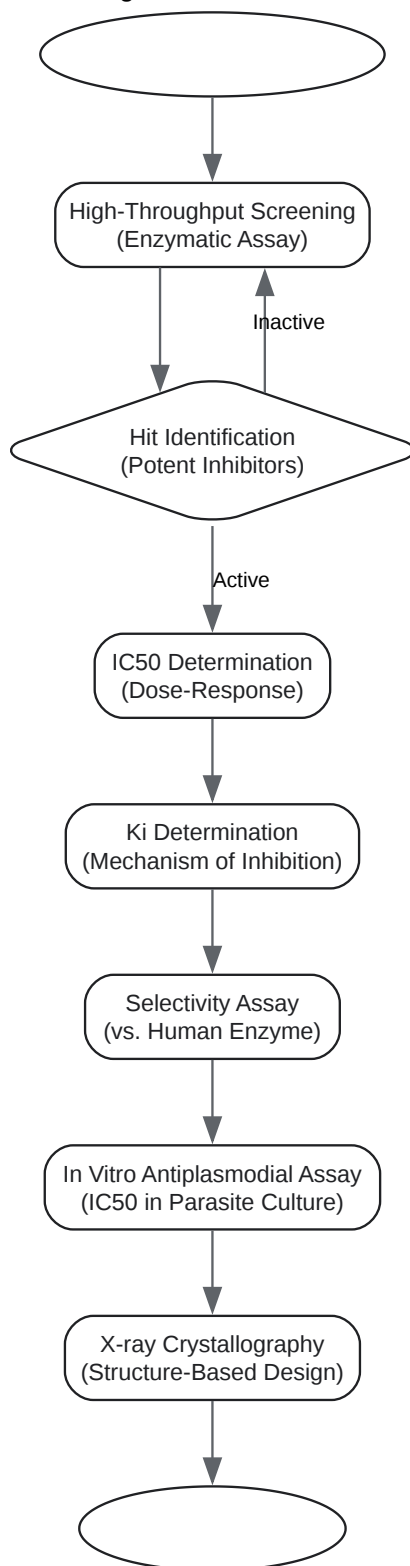 High-Throughput Screening
(Enzymatic Assay)
Inactive
Hit Identification
(Potent Inhibitors)
Active
IC50 Determination
(Dose-Response)
Ki Determination
(Mechanism of Inhibition)
Selectivity Assay
(vs. Human Enzyme)
In Vitro Antiplasmodial Assay
(IC50 in Parasite Culture)
X-ray Crystallography
(Structure-Based Design)